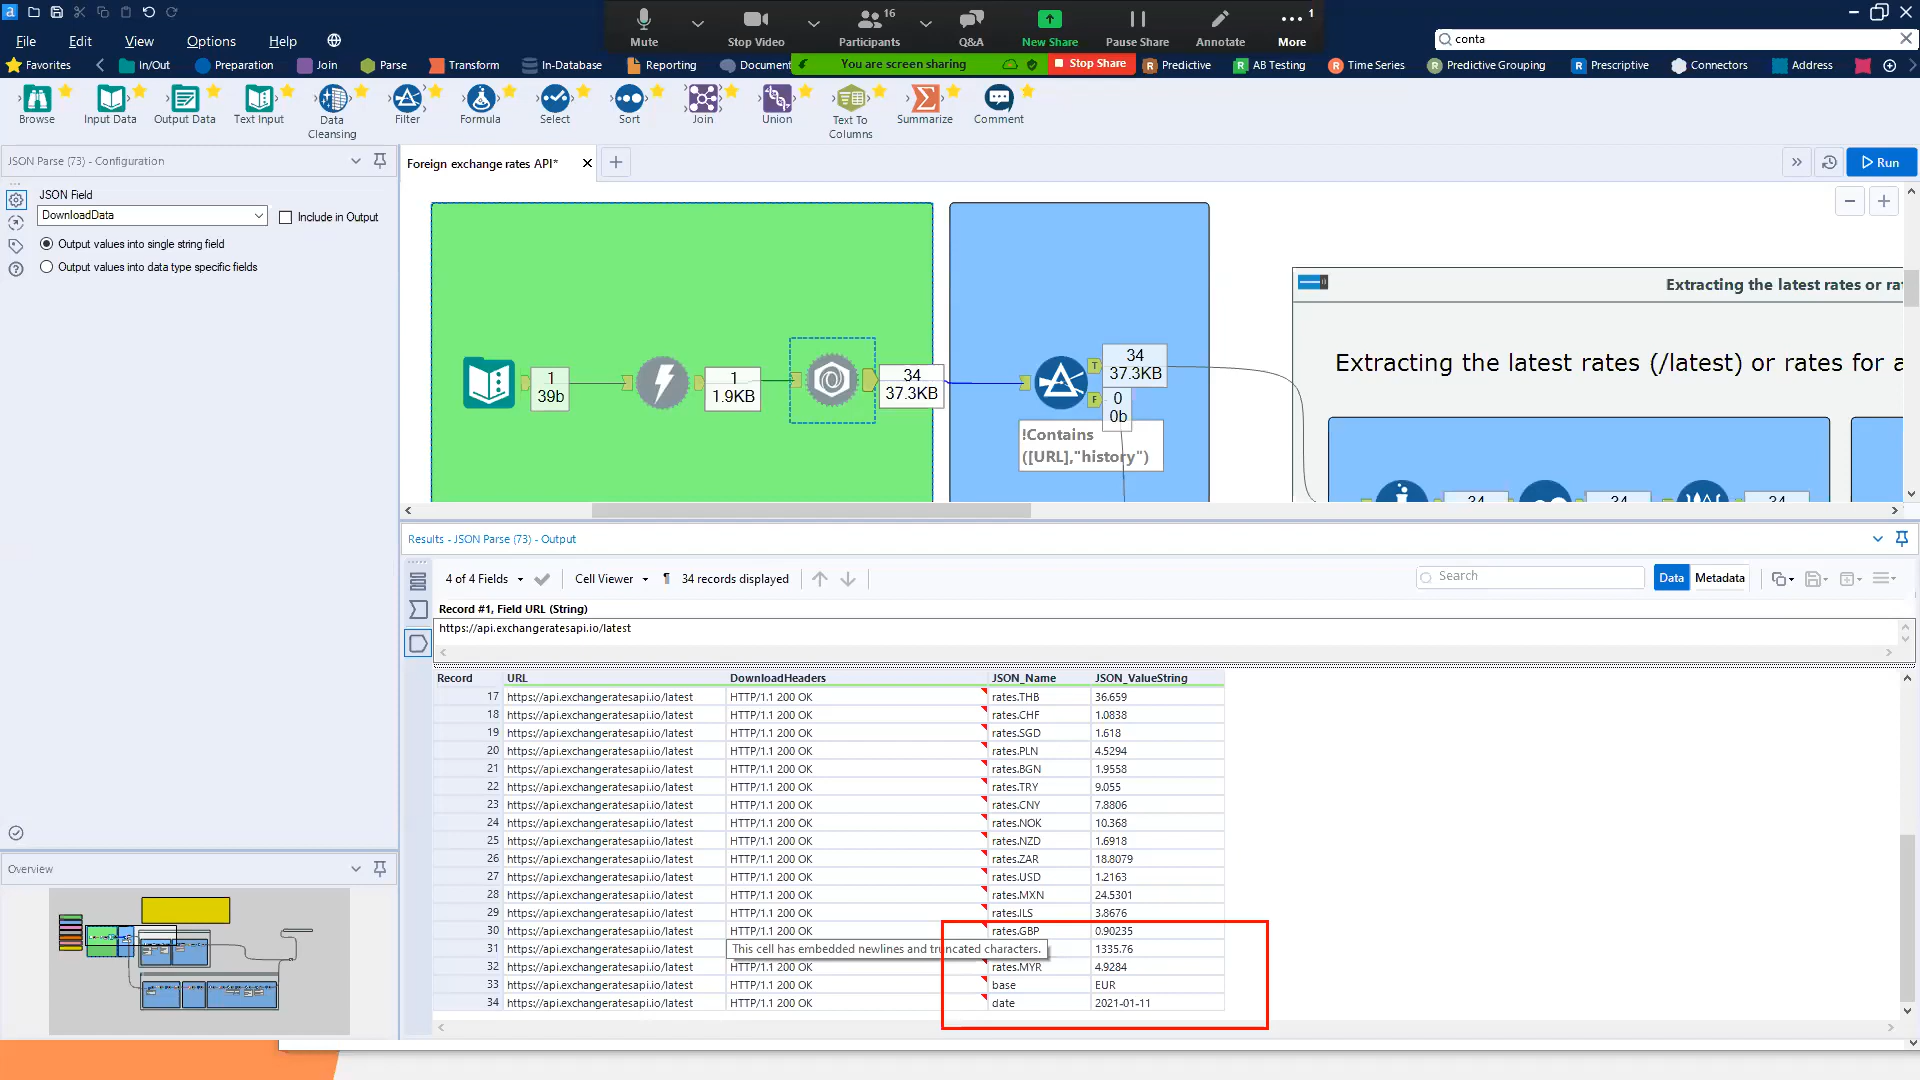 16
1
Mute
Stop Video
Participants
Q&A
New Share
Pause Share
Annotate
More
File
Edit
View
Options
Help
conta
You are screen sharing
Stop Share
Favorites
In/Out
Preparation
Join
Parse
Transform
In-Database
Reporting
Document
Predictive
AB Testing
Time Series
Predictive Grouping
Prescriptive
Connectors
Address
Browse
Input Data
Output Data
Text Input
Data
Cleansing
Filter
Formula
Select
Sort
Join
Union
Text To
Columns
Summarize
Comment
JSON Parse (73) - Configuration
Foreign exchange rates API*
Run
JSON Field
DownloadData
Include in Output
Output values into single string field
Output values into data type specific fields
1
39b
1
1.9KB
34
37.3KB
34
37.3KB
T
F
0
0b
!Contains
([URL],"history")
Extracting the latest rates or ra
Extracting the latest rates (/latest) or rates for a
34
34
34
Results - JSON Parse (73) - Output
4 of 4 Fields
Cell Viewer
34 records displayed
Search
Data
Metadata
Record #1, Field URL (String)
https://api.exchangeratesapi.io/latest
Record URL DownloadHeaders JSON_Name JSON_ValueString
17 https://api.exchangeratesapi.io/latest HTTP/1.1 200 OK rates.THB 36.659
18 https://api.exchangeratesapi.io/latest HTTP/1.1 200 OK rates.CHF 1.0838
19 https://api.exchangeratesapi.io/latest HTTP/1.1 200 OK rates.SGD 1.618
20 https://api.exchangeratesapi.io/latest HTTP/1.1 200 OK rates.PLN 4.5294
21 https://api.exchangeratesapi.io/latest HTTP/1.1 200 OK rates.BGN 1.9558
22 https://api.exchangeratesapi.io/latest HTTP/1.1 200 OK rates.TRY 9.055
23 https://api.exchangeratesapi.io/latest HTTP/1.1 200 OK rates.CNY 7.8806
24 https://api.exchangeratesapi.io/latest HTTP/1.1 200 OK rates.NOK 10.368
25 https://api.exchangeratesapi.io/latest HTTP/1.1 200 OK rates.NZD 1.6918
26 https://api.exchangeratesapi.io/latest HTTP/1.1 200 OK rates.ZAR 18.8079
27 https://api.exchangeratesapi.io/latest HTTP/1.1 200 OK rates.USD 1.2163
28 https://api.exchangeratesapi.io/latest HTTP/1.1 200 OK rates.MXN 24.5301
29 https://api.exchangeratesapi.io/latest HTTP/1.1 200 OK rates.ILS 3.8676
30 https://api.exchangeratesapi.io/latest HTTP/1.1 200 OK rates.GBP 0.90235
31 https://api.exchangeratesapi.io/latest This cell has embedded newlines and truncated characters. 1335.76
32 https://api.exchangeratesapi.io/latest HTTP/1.1 200 OK rates.MYR 4.9284
33 https://api.exchangeratesapi.io/latest HTTP/1.1 200 OK base EUR
34 https://api.exchangeratesapi.io/latest HTTP/1.1 200 OK date 2021-01-11
Overview